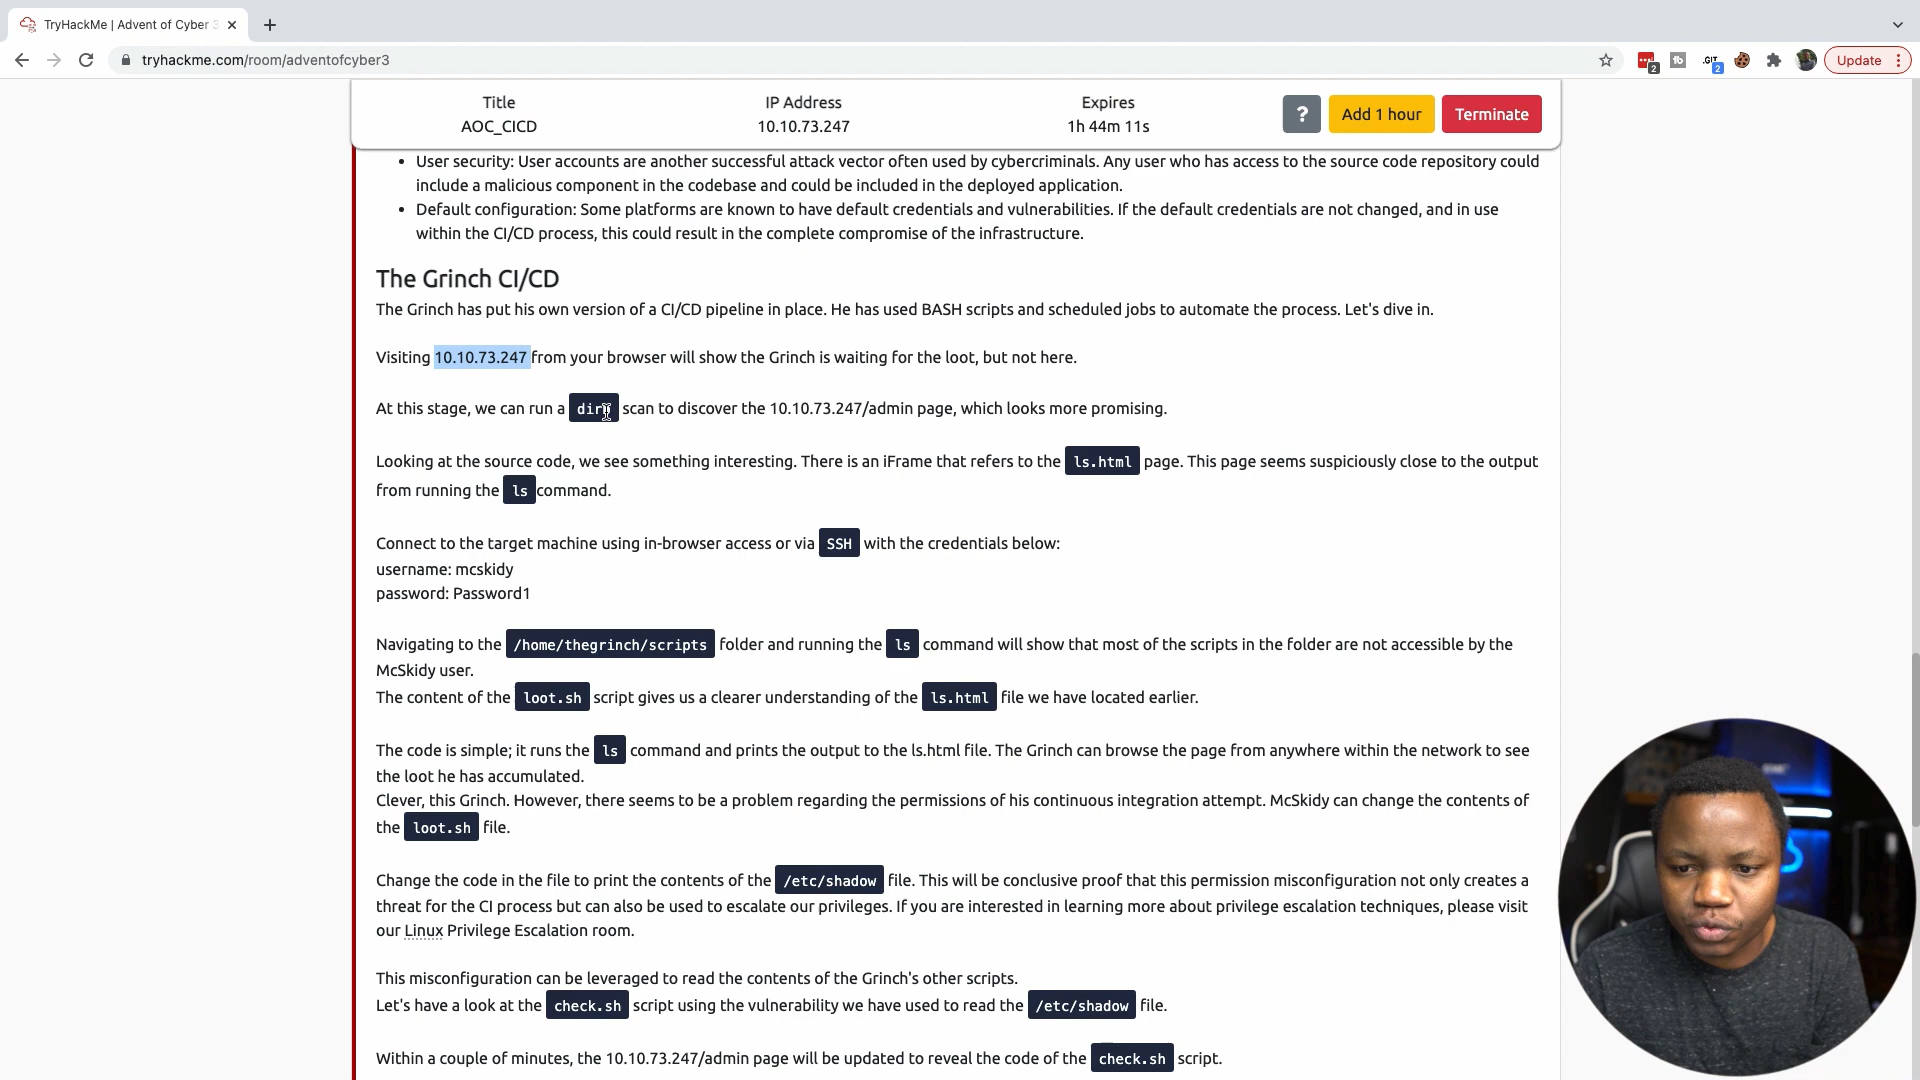 TryHackMe | Advent of Cyber 3
tryhackme.com/room/adventofcyber3
2
2
Update
Title
AOC_CICD
IP Address
10.10.73.247
Expires
1h 44m 11s
?
Add 1 hour
Terminate
• User security: User accounts are another successful attack vector often used by cybercriminals. Any user who has access to the source code repository could
include a malicious component in the codebase and could be included in the deployed application.
• Default configuration: Some platforms are known to have default credentials and vulnerabilities. If the default credentials are not changed, and in use
within the CI/CD process, this could result in the complete compromise of the infrastructure.
The Grinch CI/CD
The Grinch has put his own version of a CI/CD pipeline in place. He has used BASH scripts and scheduled jobs to automate the process. Let's dive in.
Visiting 10.10.73.247 from your browser will show the Grinch is waiting for the loot, but not here.
At this stage, we can run a dirb scan to discover the 10.10.73.247/admin page, which looks more promising.
Looking at the source code, we see something interesting. There is an iFrame that refers to the ls.html page. This page seems suspiciously close to the output
from running the ls command.
Connect to the target machine using in-browser access or via SSH with the credentials below:
username: mcskidy
password: Password1
Navigating to the /home/thegrinch/scripts folder and running the ls command will show that most of the scripts in the folder are not accessible by the
McSkidy user.
The content of the loot.sh script gives us a clearer understanding of the ls.html file we have located earlier.
The code is simple; it runs the ls command and prints the output to the ls.html file. The Grinch can browse the page from anywhere within the network to see
the loot he has accumulated.
Clever, this Grinch. However, there seems to be a problem regarding the permissions of his continuous integration attempt. McSkidy can change the contents of
the loot.sh file.
Change the code in the file to print the contents of the /etc/shadow file. This will be conclusive proof that this permission misconfiguration not only creates a
threat for the CI process but can also be used to escalate our privileges. If you are interested in learning more about privilege escalation techniques, please visit
our Linux Privilege Escalation room.
This misconfiguration can be leveraged to read the contents of the Grinch's other scripts.
Let's have a look at the check.sh script using the vulnerability we have used to read the /etc/shadow file.
Within a couple of minutes, the 10.10.73.247/admin page will be updated to reveal the code of the check.sh script.